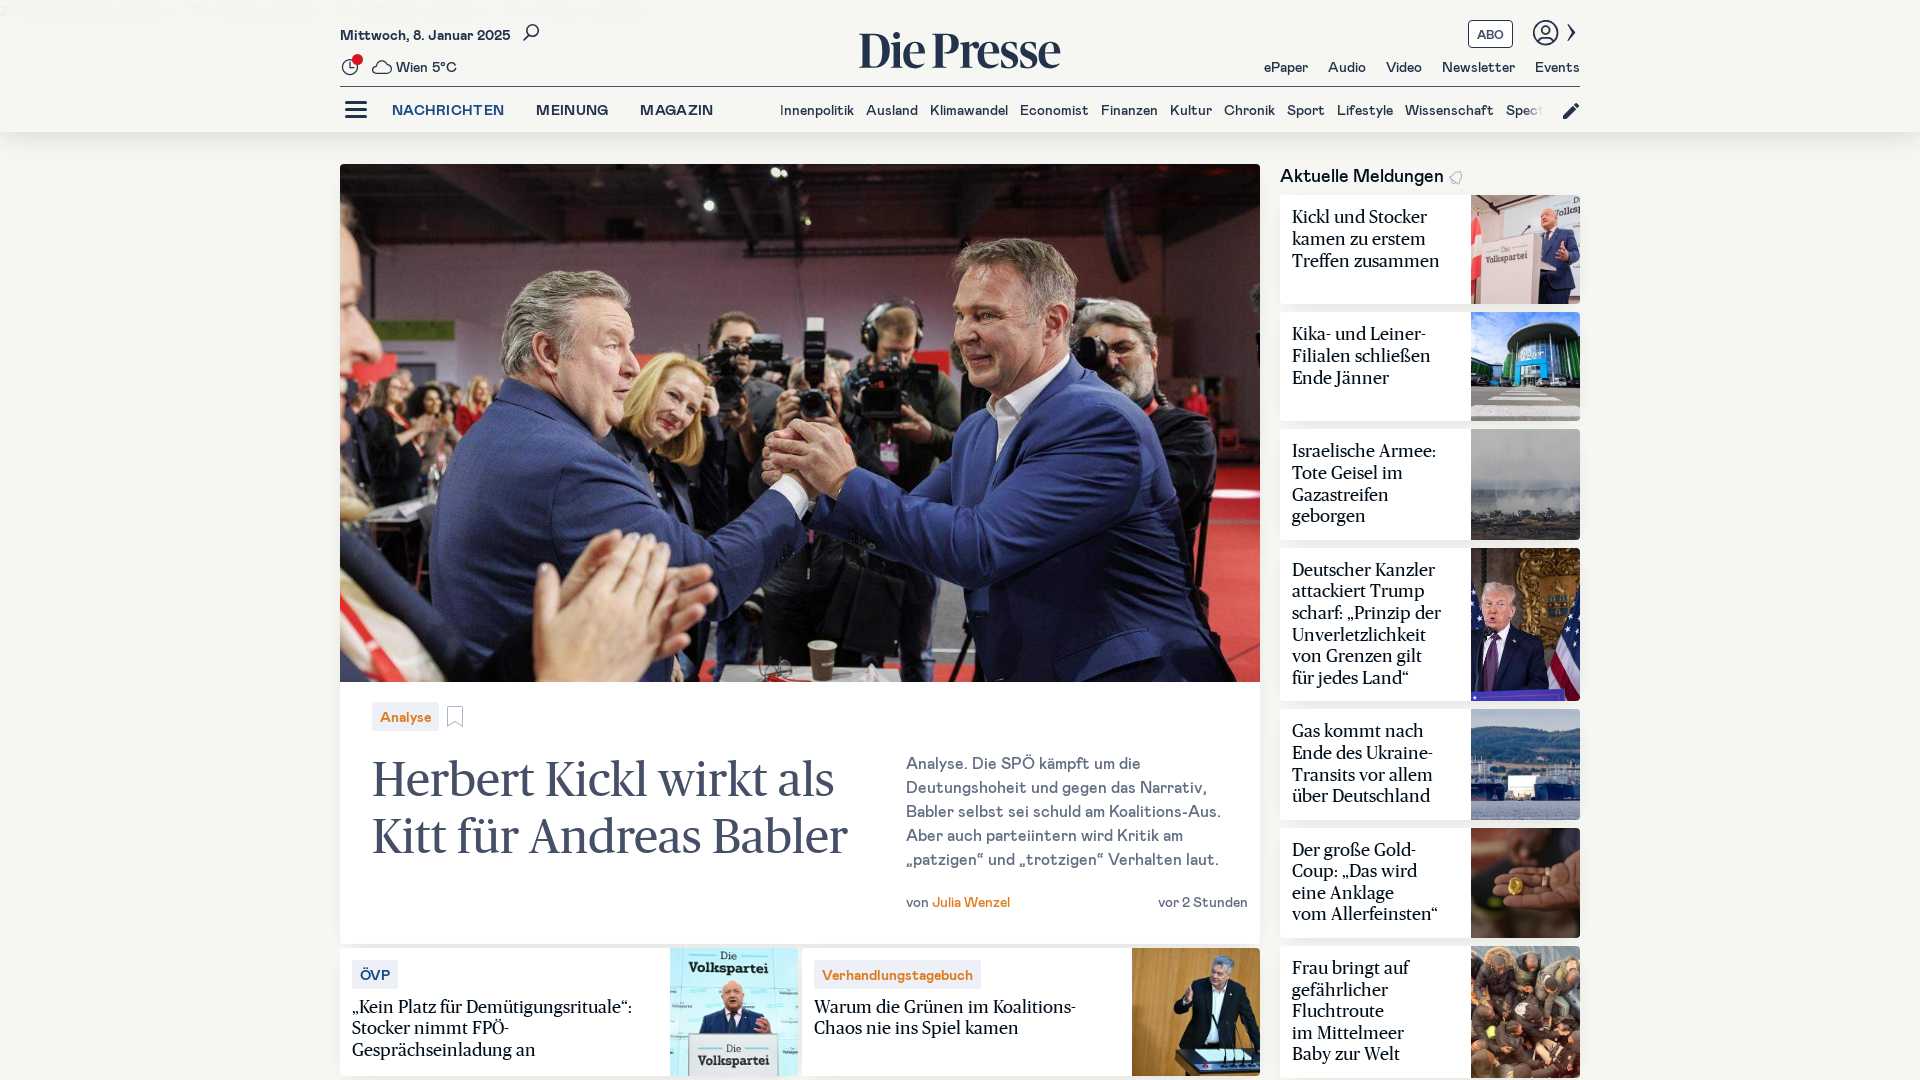 Mittwoch, 8. Januar 2025
Wien 5°C
Die Presse
ABO
ePaper Audio Video Newsletter Events
NACHRICHTEN MEINUNG MAGAZIN
Innenpolitik Ausland Klimawandel Economist Finanzen Kultur Chronik Sport Lifestyle Wissenschaft Spect
Analyse
Herbert Kickl wirkt als
Kitt für Andreas Babler
Analyse. Die SPÖ kämpft um die
Deutungshoheit und gegen das Narrativ,
Babler selbst sei schuld am Koalitions-Aus.
Aber auch parteiintern wird Kritik am
„patzigen“ und „trotzigen“ Verhalten laut.
von Julia Wenzel
vor 2 Stunden
ÖVP
„Kein Platz für Demütigungsrituale“:
Stocker nimmt FPÖ-
Gesprächseinladung an
Die
Volkspartei
Die
Volkspartei
Verhandlungstagebuch
Warum die Grünen im Koalitions-
Chaos nie ins Spiel kamen
Aktuelle Meldungen
Kickl und Stocker
kamen zu erstem
Treffen zusammen
Die
Volkspartei
Kika- und Leiner-
Filialen schließen
Ende Jänner
Israelische Armee:
Tote Geisel im
Gazastreifen
geborgen
Deutscher Kanzler
attackiert Trump
scharf: „Prinzip der
Unverletzlichkeit
von Grenzen gilt
für jedes Land“
Gas kommt nach
Ende des Ukraine-
Transits vor allem
über Deutschland
Der große Gold-
Coup: „Das wird
eine Anklage
vom Allerfeinsten“
Frau bringt auf
gefährlicher
Fluchtroute
im Mittelmeer
Baby zur Welt